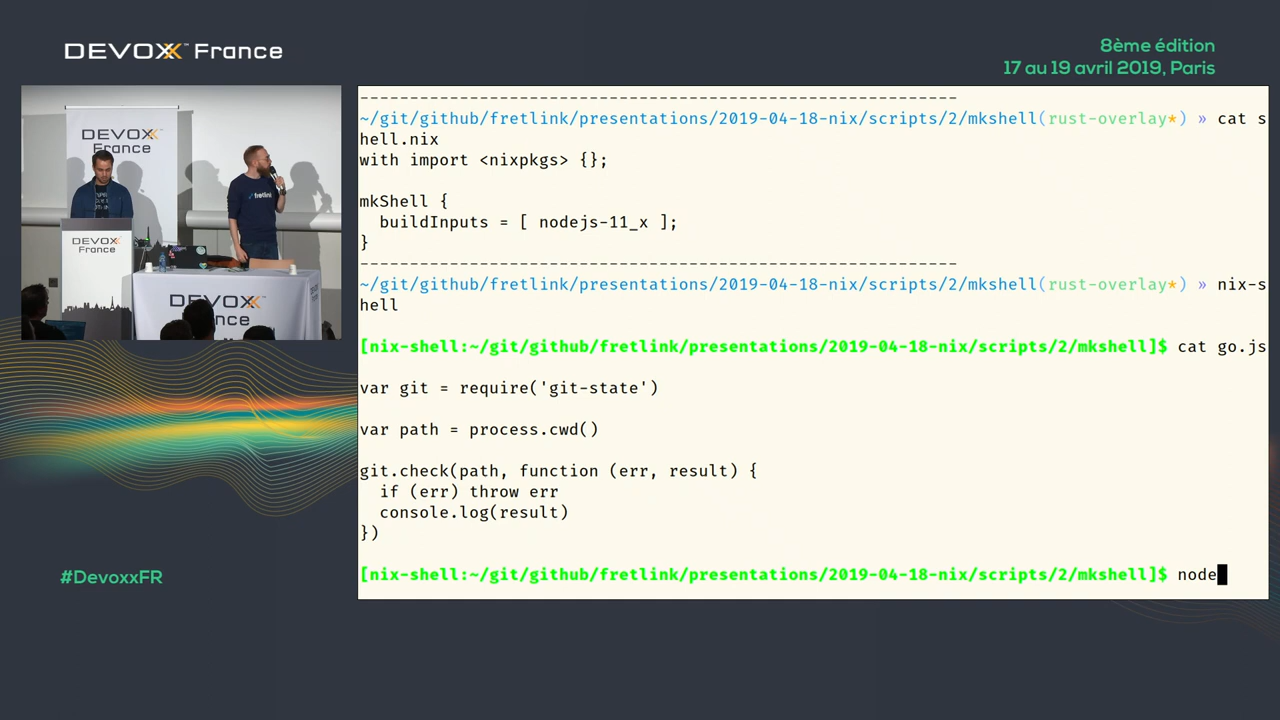 DEVOXX™ France
8ème édition
17 au 19 avril 2019, Paris
DEVOXX
France
fretlink
DEVOXX
France
DEVOXX
nce
#DevoxxFR
------------------------------------------------------------
~/git/github/fretlink/presentations/2019-04-18-nix/scripts/2/mkshell(rust-overlay*) » cat s
hell.nix
with import <nixpkgs> {};
mkShell {
  buildInputs = [ nodejs-11_x ];
}
------------------------------------------------------------
~/git/github/fretlink/presentations/2019-04-18-nix/scripts/2/mkshell(rust-overlay*) » nix-s
hell
[nix-shell:~/git/github/fretlink/presentations/2019-04-18-nix/scripts/2/mkshell]$ cat go.js
var git = require('git-state')
var path = process.cwd()
git.check(path, function (err, result) {
  if (err) throw err
  console.log(result)
})
[nix-shell:~/git/github/fretlink/presentations/2019-04-18-nix/scripts/2/mkshell]$ node